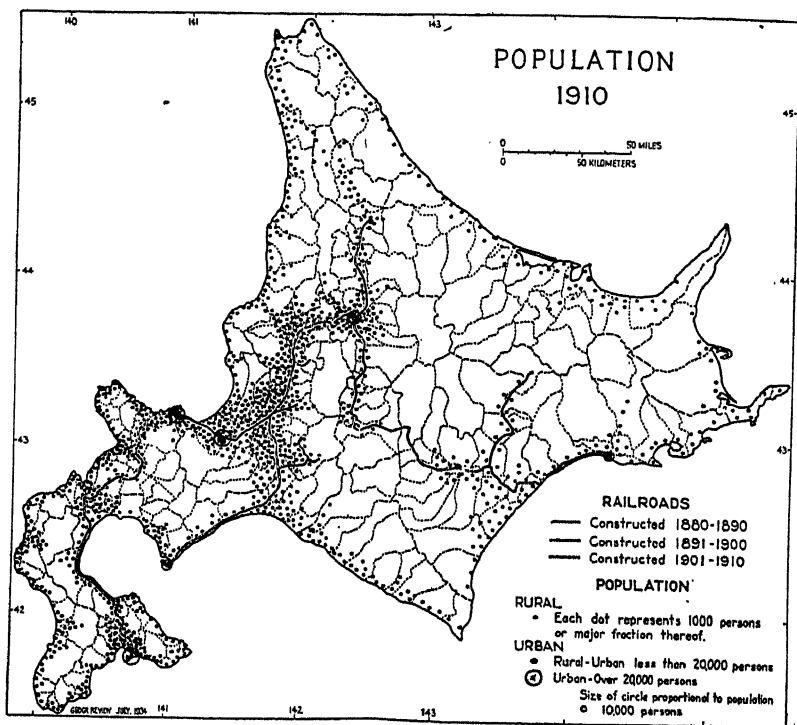 140 141 143
POPULATION
1910
45 45
0 50 MILES
0 50 KILOMETERS
44 44
43 43
RAILROADS
Constructed 1880-1890
Constructed 1891-1900
Constructed 1901-1910
POPULATION
RURAL
Each dot represents 1000 persons
or major fraction thereof.
URBAN
Rural-Urban less than 20,000 persons
Urban-Over 20,000 persons
Size of circle proportional to population
10,000 persons
42
GEOGR. REVIEW, JULY, 1934
141 142 143